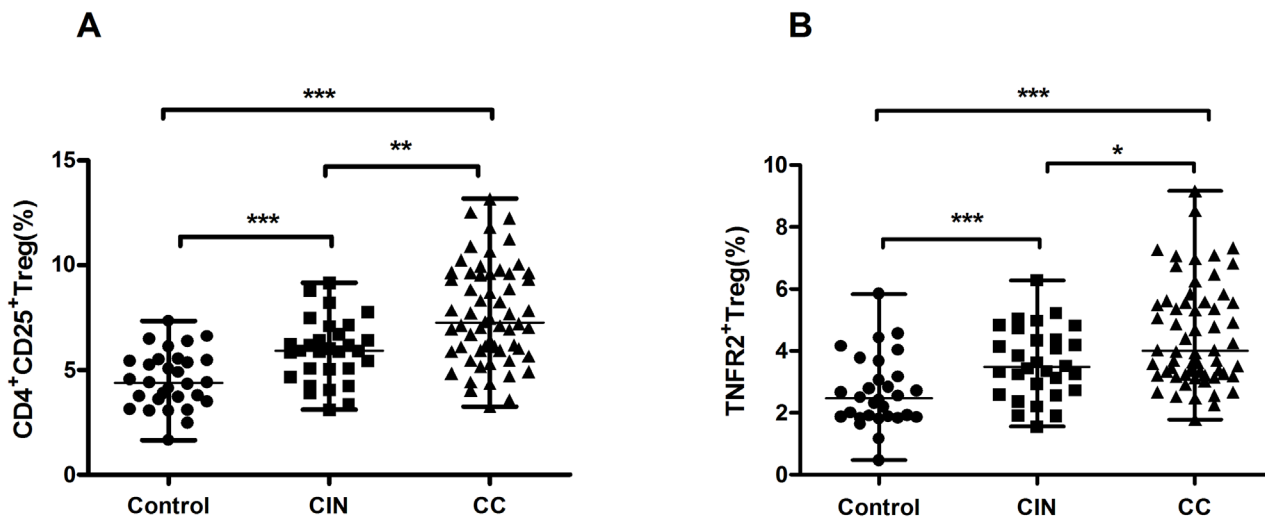 A
***
**
***
15
10
5
0
CD4⁺CD25⁺Treg(%)
Control CIN CC
B
***
*
***
10
8
6
4
2
0
TNFR2⁺Treg(%)
Control CIN CC